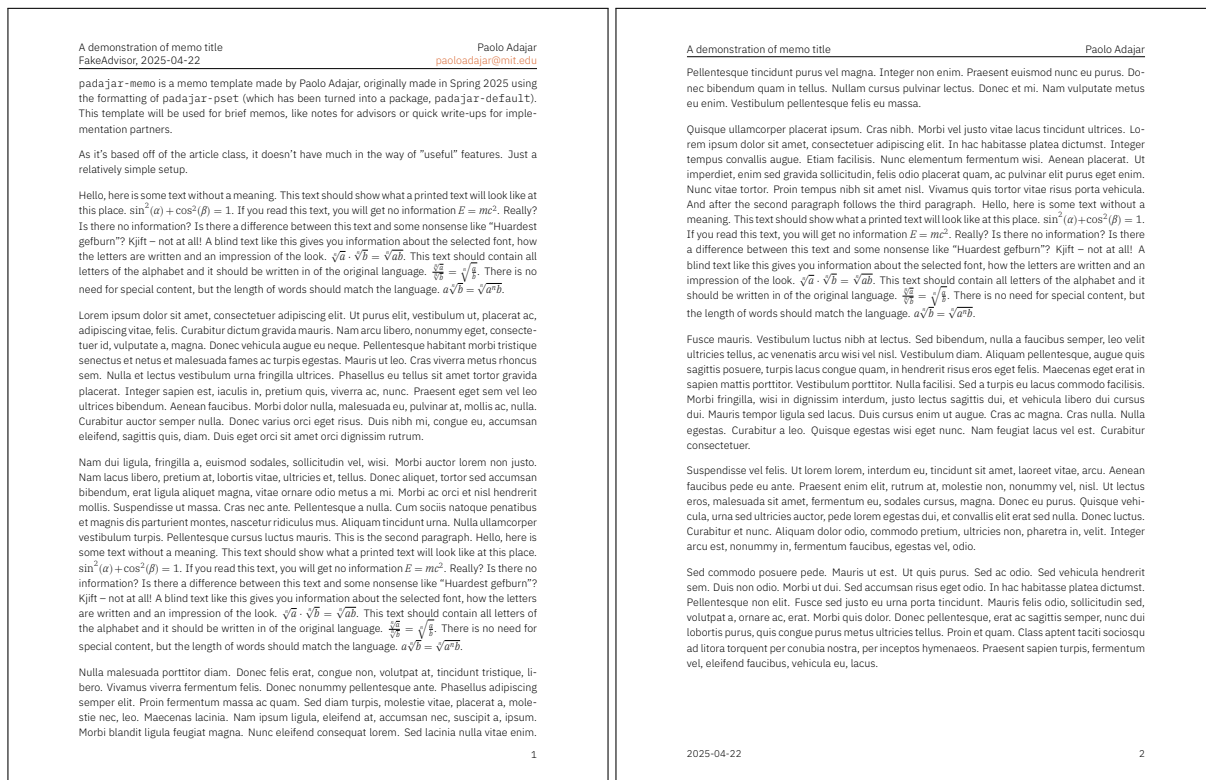 A demonstration of memo title
Paolo Adajar
FakeAdvisor, 2025-04-22
paoloadajar@mit.edu
padajar-memo is a memo template made by Paolo Adajar, originally made in Spring 2025 using
the formatting of padajar-pset (which has been turned into a package, padajar-default).
This template will be used for brief memos, like notes for advisors or quick write-ups for imple-
mentation partners.
As it's based off of the article class, it doesn't have much in the way of ”useful” features. Just a
relatively simple setup.
Hello, here is some text without a meaning. This text should show what a printed text will look like at
this place. sin²(α) + cos²(β) = 1. If you read this text, you will get no information E = mc². Really?
Is there no information? Is there a difference between this text and some nonsense like “Huardest
gefburn”? Kjift – not at all! A blind text like this gives you information about the selected font, how
the letters are written and an impression of the look. ⁿ√a · ⁿ√b = ⁿ√ab. This text should contain all
letters of the alphabet and it should be written in of the original language. ⁿ√a/ⁿ√b = ⁿ√(a/b). There is no
need for special content, but the length of words should match the language. aⁿ√b = ⁿ√aⁿb.
Lorem ipsum dolor sit amet, consectetuer adipiscing elit. Ut purus elit, vestibulum ut, placerat ac,
adipiscing vitae, felis. Curabitur dictum gravida mauris. Nam arcu libero, nonummy eget, consecte-
tuer id, vulputate a, magna. Donec vehicula augue eu neque. Pellentesque habitant morbi tristique
senectus et netus et malesuada fames ac turpis egestas. Mauris ut leo. Cras viverra metus rhoncus
sem. Nulla et lectus vestibulum urna fringilla ultrices. Phasellus eu tellus sit amet tortor gravida
placerat. Integer sapien est, iaculis in, pretium quis, viverra ac, nunc. Praesent eget sem vel leo
ultrices bibendum. Aenean faucibus. Morbi dolor nulla, malesuada eu, pulvinar at, mollis ac, nulla.
Curabitur auctor semper nulla. Donec varius orci eget risus. Duis nibh mi, congue eu, accumsan
eleifend, sagittis quis, diam. Duis eget orci sit amet orci dignissim rutrum.
Nam dui ligula, fringilla a, euismod sodales, sollicitudin vel, wisi. Morbi auctor lorem non justo.
Nam lacus libero, pretium at, lobortis vitae, ultricies et, tellus. Donec aliquet, tortor sed accumsan
bibendum, erat ligula aliquet magna, vitae ornare odio metus a mi. Morbi ac orci et nisl hendrerit
mollis. Suspendisse ut massa. Cras nec ante. Pellentesque a nulla. Cum sociis natoque penatibus
et magnis dis parturient montes, nascetur ridiculus mus. Aliquam tincidunt urna. Nulla ullamcorper
vestibulum turpis. Pellentesque cursus luctus mauris. This is the second paragraph. Hello, here is
some text without a meaning. This text should show what a printed text will look like at this place.
sin²(α) + cos²(β) = 1. If you read this text, you will get no information E = mc². Really? Is there no
information? Is there a difference between this text and some nonsense like “Huardest gefburn”?
Kjift – not at all! A blind text like this gives you information about the selected font, how the letters
are written and an impression of the look. ⁿ√a · ⁿ√b = ⁿ√ab. This text should contain all letters of
the alphabet and it should be written in of the original language. ⁿ√a/ⁿ√b = ⁿ√(a/b). There is no need for
special content, but the length of words should match the language. aⁿ√b = ⁿ√aⁿb.
Nulla malesuada porttitor diam. Donec felis erat, congue non, volutpat at, tincidunt tristique, li-
bero. Vivamus viverra fermentum felis. Donec nonummy pellentesque ante. Phasellus adipiscing
semper elit. Proin fermentum massa ac quam. Sed diam turpis, molestie vitae, placerat a, mole-
stie nec, leo. Maecenas lacinia. Nam ipsum ligula, eleifend at, accumsan nec, suscipit a, ipsum.
Morbi blandit ligula feugiat magna. Nunc eleifend consequat lorem. Sed lacinia nulla vitae enim.
1
A demonstration of memo title
Paolo Adajar
Pellentesque tincidunt purus vel magna. Integer non enim. Praesent euismod nunc eu purus. Do-
nec bibendum quam in tellus. Nullam cursus pulvinar lectus. Donec et mi. Nam vulputate metus
eu enim. Vestibulum pellentesque felis eu massa.
Quisque ullamcorper placerat ipsum. Cras nibh. Morbi vel justo vitae lacus tincidunt ultrices. Lo-
rem ipsum dolor sit amet, consectetuer adipiscing elit. In hac habitasse platea dictumst. Integer
tempus convallis augue. Etiam facilisis. Nunc elementum fermentum wisi. Aenean placerat. Ut
imperdiet, enim sed gravida sollicitudin, felis odio placerat quam, ac pulvinar elit purus eget enim.
Nunc vitae tortor. Proin tempus nibh sit amet nisl. Vivamus quis tortor vitae risus porta vehicula.
And after the second paragraph follows the third paragraph. Hello, here is some text without a
meaning. This text should show what a printed text will look like at this place. sin²(α)+cos²(β) = 1.
If you read this text, you will get no information E = mc². Really? Is there no information? Is there
a difference between this text and some nonsense like “Huardest gefburn”? Kjift – not at all! A
blind text like this gives you information about the selected font, how the letters are written and an
impression of the look. ⁿ√a · ⁿ√b = ⁿ√ab. This text should contain all letters of the alphabet and it
should be written in of the original language. ⁿ√a/ⁿ√b = ⁿ√(a/b). There is no need for special content, but
the length of words should match the language. aⁿ√b = ⁿ√aⁿb.
Fusce mauris. Vestibulum luctus nibh at lectus. Sed bibendum, nulla a faucibus semper, leo velit
ultricies tellus, ac venenatis arcu wisi vel nisl. Vestibulum diam. Aliquam pellentesque, augue quis
sagittis posuere, turpis lacus congue quam, in hendrerit risus eros eget felis. Maecenas eget erat in
sapien mattis porttitor. Vestibulum porttitor. Nulla facilisi. Sed a turpis eu lacus commodo facilisis.
Morbi fringilla, wisi in dignissim interdum, justo lectus sagittis dui, et vehicula libero dui cursus
dui. Mauris tempor ligula sed lacus. Duis cursus enim ut augue. Cras ac magna. Cras nulla. Nulla
egestas. Curabitur a leo. Quisque egestas wisi eget nunc. Nam feugiat lacus vel est. Curabitur
consectetuer.
Suspendisse vel felis. Ut lorem lorem, interdum eu, tincidunt sit amet, laoreet vitae, arcu. Aenean
faucibus pede eu ante. Praesent enim elit, rutrum at, molestie non, nonummy vel, nisl. Ut lectus
eros, malesuada sit amet, fermentum eu, sodales cursus, magna. Donec eu purus. Quisque vehi-
cula, urna sed ultricies auctor, pede lorem egestas dui, et convallis elit erat sed nulla. Donec luctus.
Curabitur et nunc. Aliquam dolor odio, commodo pretium, ultricies non, pharetra in, velit. Integer
arcu est, nonummy in, fermentum faucibus, egestas vel, odio.
Sed commodo posuere pede. Mauris ut est. Ut quis purus. Sed ac odio. Sed vehicula hendrerit
sem. Duis non odio. Morbi ut dui. Sed accumsan risus eget odio. In hac habitasse platea dictumst.
Pellentesque non elit. Fusce sed justo eu urna porta tincidunt. Mauris felis odio, sollicitudin sed,
volutpat a, ornare ac, erat. Morbi quis dolor. Donec pellentesque, erat ac sagittis semper, nunc dui
lobortis purus, quis congue purus metus ultricies tellus. Proin et quam. Class aptent taciti sociosqu
ad litora torquent per conubia nostra, per inceptos hymenaeos. Praesent sapien turpis, fermentum
vel, eleifend faucibus, vehicula eu, lacus.
2025-04-22
2